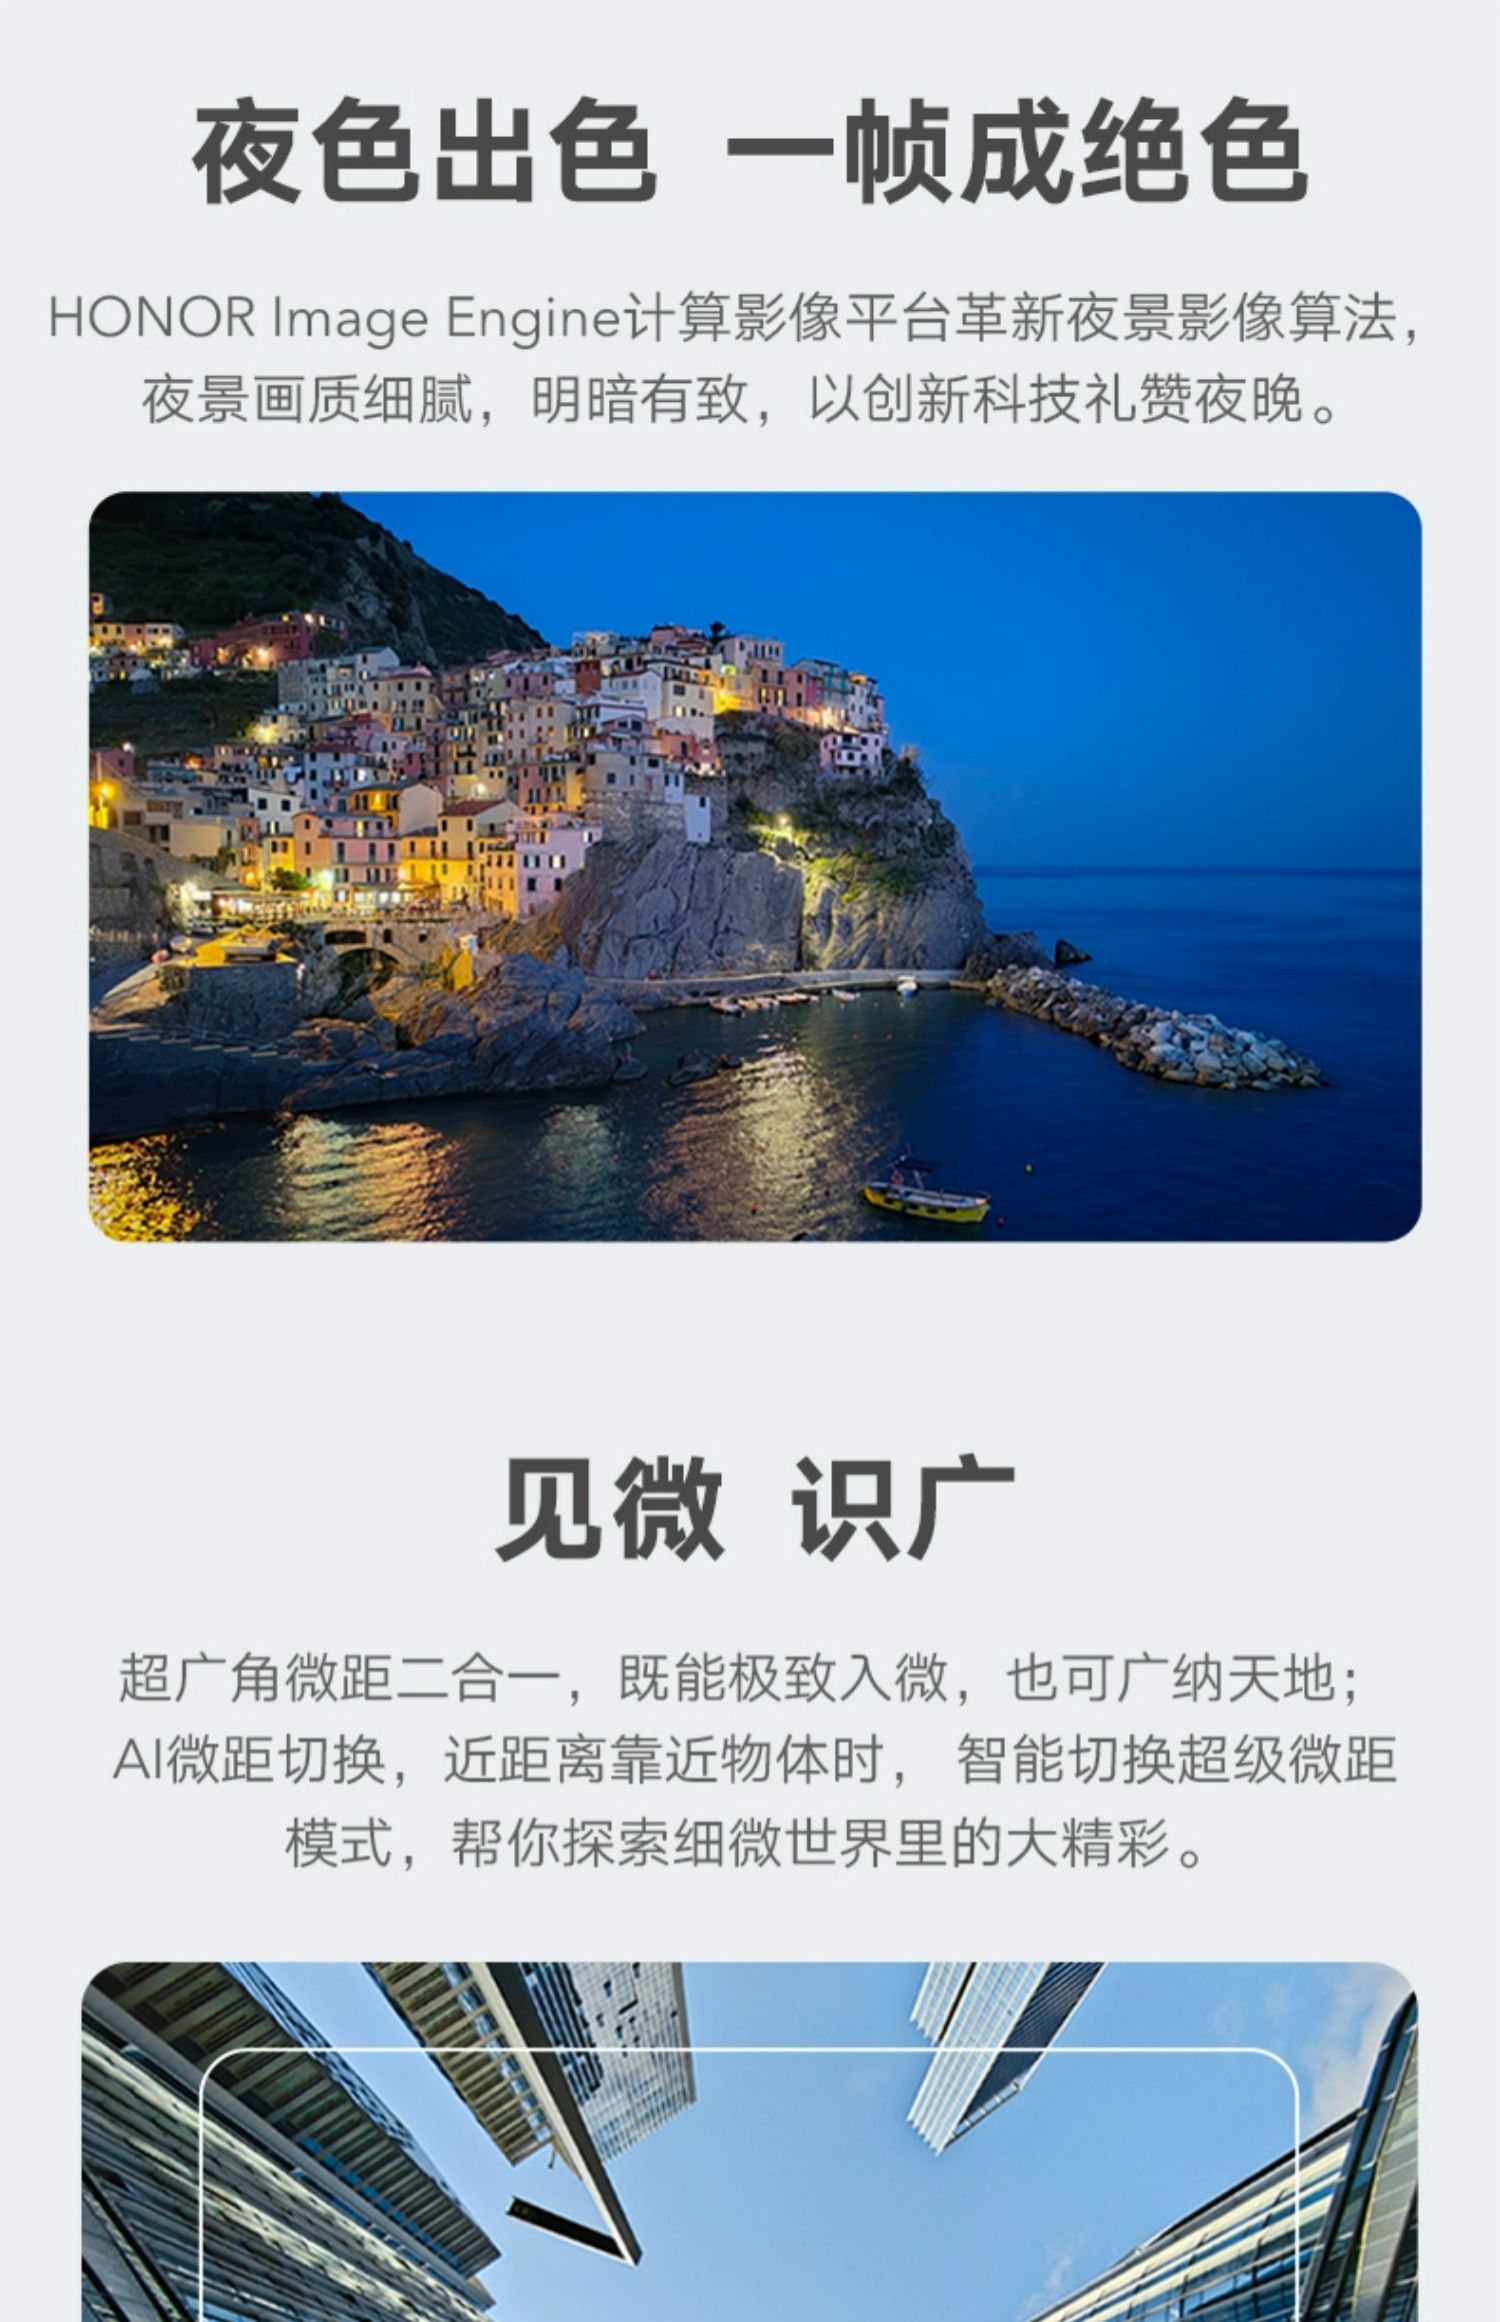 夜色出色 一帧成绝色
HONOR Image Engine计算影像平台革新夜景影像算法，
夜景画质细腻，明暗有致，以创新科技礼赞夜晚。
见微 识广
超广角微距二合一，既能极致入微，也可广纳天地；
AI微距切换，近距离靠近物体时， 智能切换超级微距
模式，帮你探索细微世界里的大精彩。